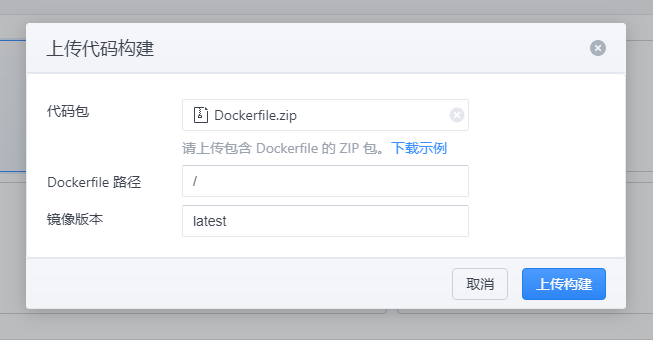 上传代码构建
代码包
Dockerfile.zip
请上传包含 Dockerfile 的 ZIP 包。下载示例
Dockerfile 路径
/
镜像版本
latest
取消
上传构建